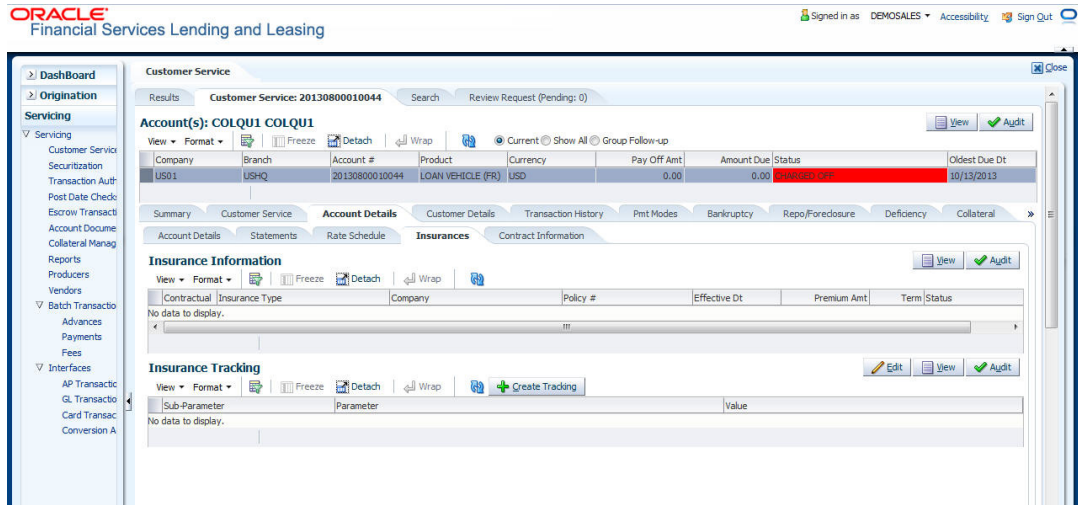 ORACLE
Financial Services Lending and Leasing
Signed in as DEMOSALES Accessibility Sign Out
Close
DashBoard
Origination
Servicing
Servicing
Customer Service
Securitization
Transaction Auth
Post Date Checks
Escrow Transacti
Account Docume
Collateral Manag
Reports
Producers
Vendors
Batch Transactio
Advances
Payments
Fees
Interfaces
AP Transactic
GL Transactio
Card Transac
Conversion A
Customer Service
Results Customer Service: 20130800010044 Search Review Request (Pending: 0)
Account(s): COLQU1 COLQU1 View Audit
View Format Freeze Detach Wrap Current Show All Group Follow-up
Company Branch Account # Product Currency Pay Off Amt Amount Due Status Oldest Due Dt
US01 USHQ 20130800010044 LOAN VEHICLE (FR) USD 0.00 0.00 CHARGED OFF 10/13/2013
Summary Customer Service Account Details Customer Details Transaction History Pmt Modes Bankruptcy Repo/Foreclosure Deficiency Collateral »
Account Details Statements Rate Schedule Insurances Contract Information
Insurance Information View Audit
View Format Freeze Detach Wrap
Contractual Insurance Type Company Policy # Effective Dt Premium Amt Term Status
No data to display.
Insurance Tracking Edit View Audit
View Format Freeze Detach Wrap Create Tracking
Sub-Parameter Parameter Value
No data to display.